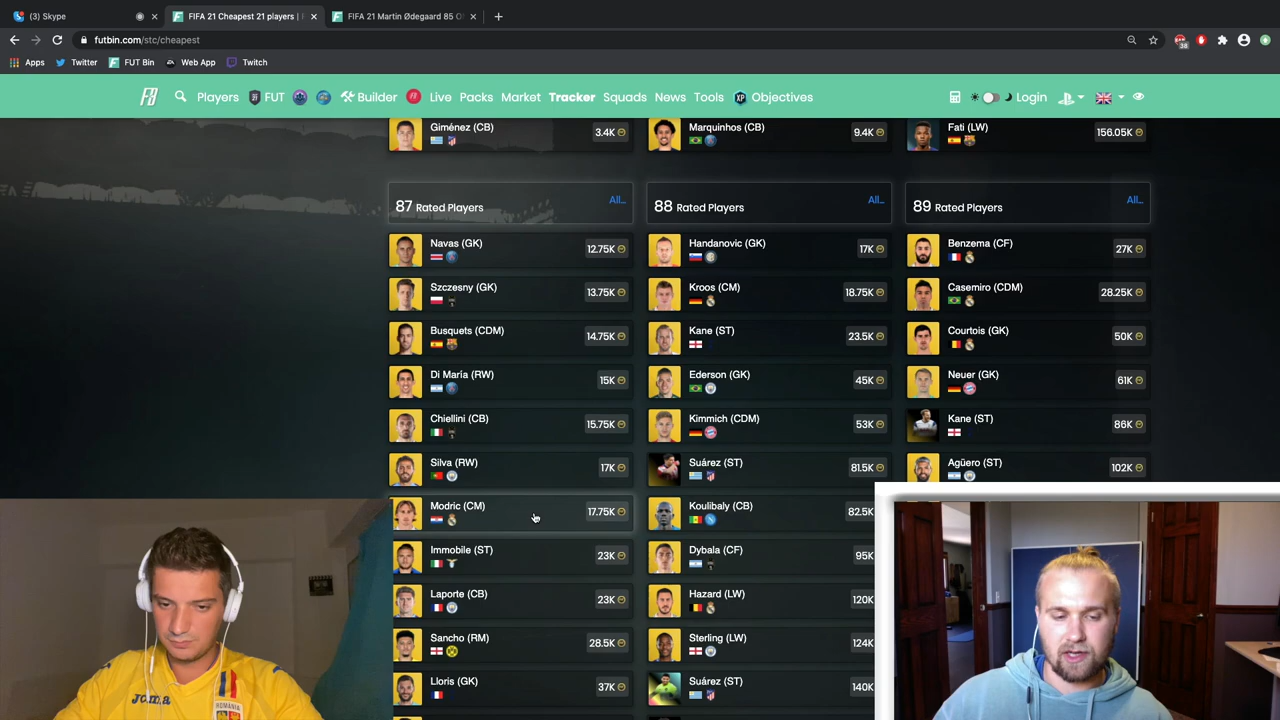 (3) Skype
FIFA 21 Cheapest 21 players |
FIFA 21 Martin Ødegaard 85 O
futbin.com/stc/cheapest
38
Apps
Twitter
FUT Bin
Web App
Twitch
F8
Players
FUT
Builder
Live
Packs
Market
Tracker
Squads
News
Tools
XP
Objectives
Login
Giménez (CB)
3.4K
Marquinhos (CB)
9.4K
Fati (LW)
156.05K
87 Rated Players
All...
88 Rated Players
All...
89 Rated Players
All...
Navas (GK)
12.75K
Handanovic (GK)
17K
Benzema (CF)
27K
Szczesny (GK)
13.75K
Kroos (CM)
18.75K
Casemiro (CDM)
28.25K
Busquets (CDM)
14.75K
Kane (ST)
23.5K
Courtois (GK)
50K
Di María (RW)
15K
Ederson (GK)
45K
Neuer (GK)
61K
Chiellini (CB)
15.75K
Kimmich (CDM)
53K
Kane (ST)
86K
Silva (RW)
17K
Suárez (ST)
81.5K
Agüero (ST)
102K
Modric (CM)
17.75K
Koulibaly (CB)
82.5K
Immobile (ST)
23K
Dybala (CF)
95K
Laporte (CB)
23K
Hazard (LW)
120K
Sancho (RM)
28.5K
Sterling (LW)
124K
Lloris (GK)
37K
Suárez (ST)
140K
Joma
ROMANIA